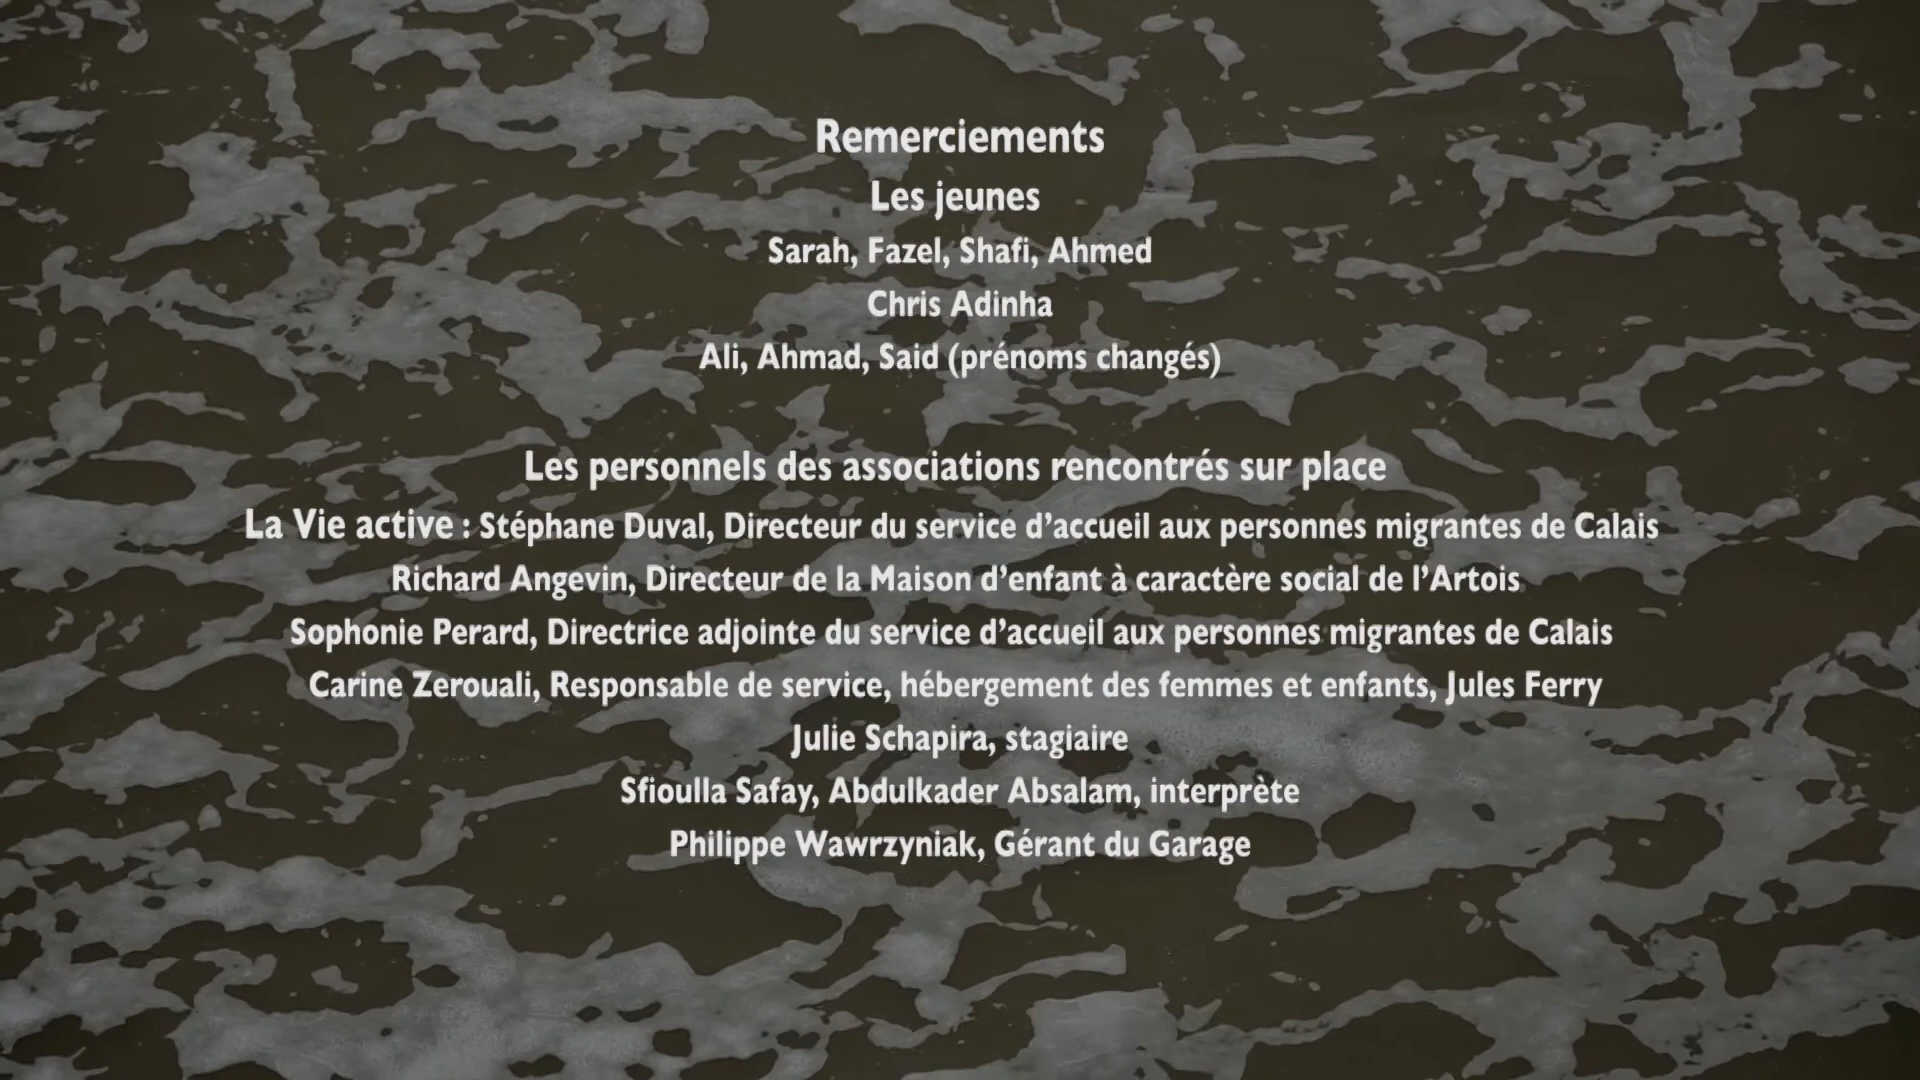 Remerciements
Les jeunes
Sarah, Fazel, Shafi, Ahmed
Chris Adinha
Ali, Ahmad, Said (prénoms changés)
Les personnels des associations rencontrés sur place
La Vie active : Stéphane Duval, Directeur du service d’accueil aux personnes migrantes de Calais
Richard Angevin, Directeur de la Maison d’enfant à caractère social de l’Artois
Sophonie Perard, Directrice adjointe du service d’accueil aux personnes migrantes de Calais
Carine Zerouali, Responsable de service, hébergement des femmes et enfants, Jules Ferry
Julie Schapira, stagiaire
Sfioulla Safay, Abdulkader Absalam, interprète
Philippe Wawrzyniak, Gérant du Garage